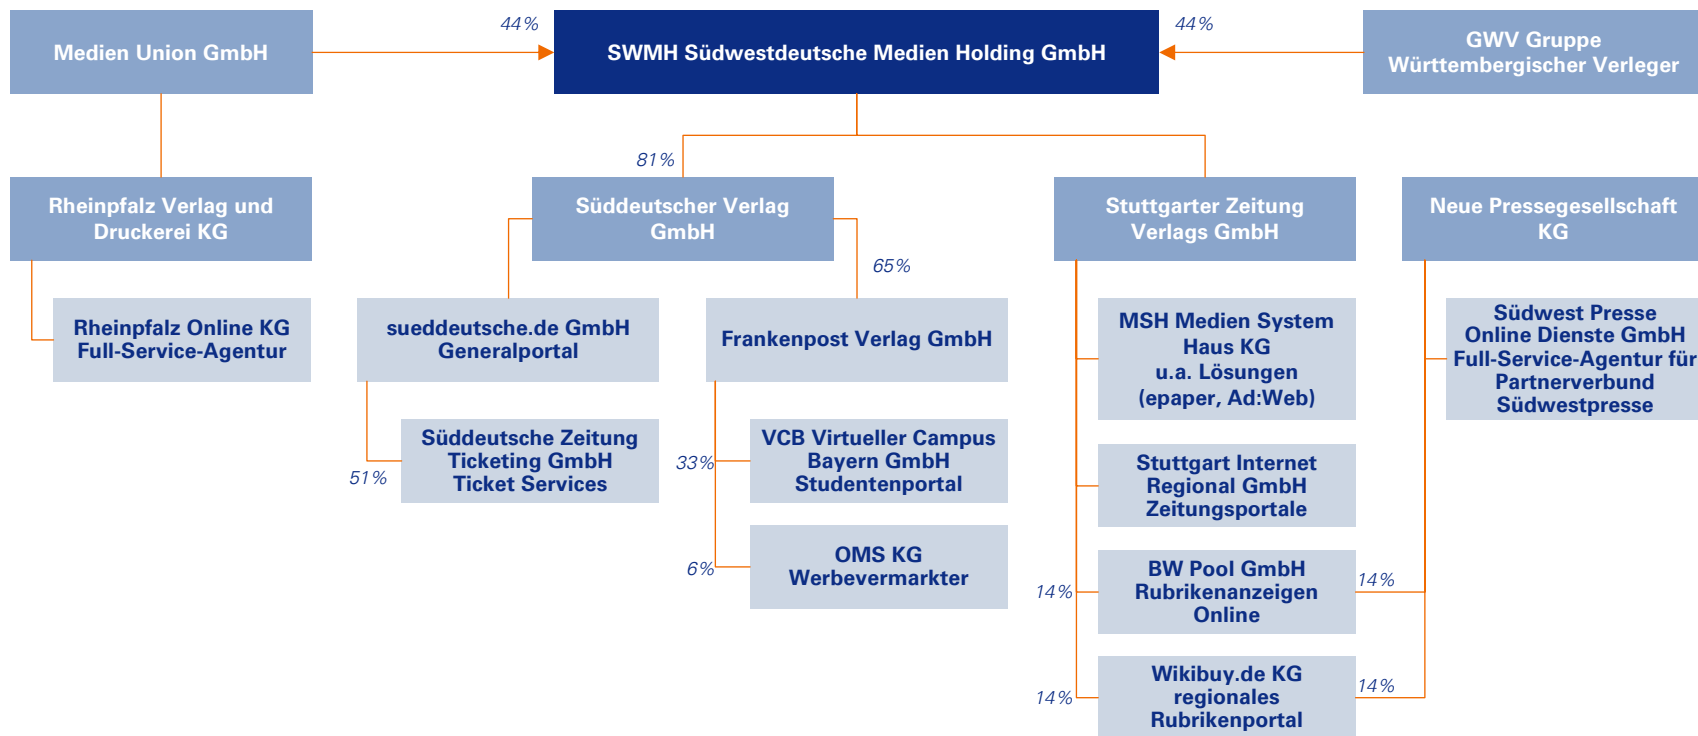 44%
44%
Medien Union GmbH
SWMH Südwestdeutsche Medien Holding GmbH
GWV Gruppe
Württembergischer Verleger
81%
Rheinpfalz Verlag und
Druckerei KG
Süddeutscher Verlag
GmbH
Stuttgarter Zeitung
Verlags GmbH
Neue Pressegesellschaft
KG
65%
Rheinpfalz Online KG
Full-Service-Agentur
sueddeutsche.de GmbH
Generalportal
Frankenpost Verlag GmbH
MSH Medien System
Haus KG
u.a. Lösungen
(epaper, Ad:Web)
Südwest Presse
Online Dienste GmbH
Full-Service-Agentur für
Partnerverbund
Südwestpresse
51%
Süddeutsche Zeitung
Ticketing GmbH
Ticket Services
33%
VCB Virtueller Campus
Bayern GmbH
Studentenportal
Stuttgart Internet
Regional GmbH
Zeitungsportale
6%
OMS KG
Werbevermarkter
14%
BW Pool GmbH
Rubrikenanzeigen
Online
14%
14%
Wikibuy.de KG
regionales
Rubrikenportal
14%